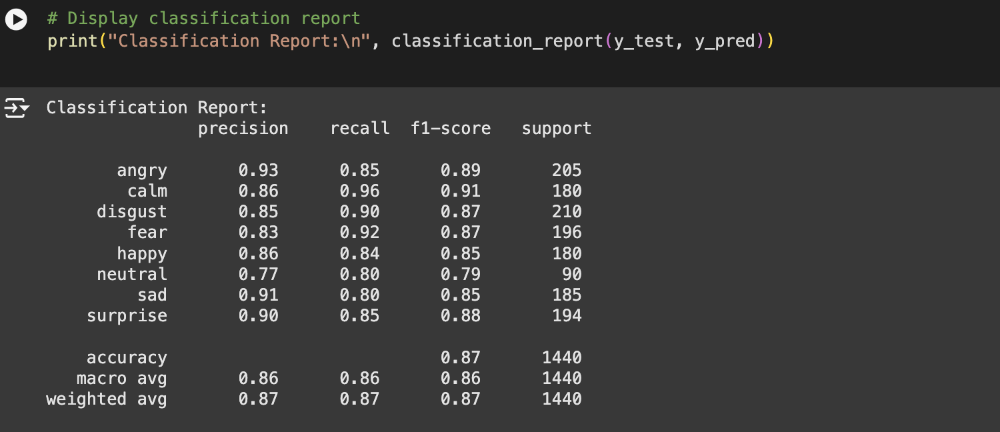 # Display classification report
print("Classification Report:\n", classification_report(y_test, y_pred))
Classification Report:
precision recall f1-score support
angry 0.93 0.85 0.89 205
calm 0.86 0.96 0.91 180
disgust 0.85 0.90 0.87 210
fear 0.83 0.92 0.87 196
happy 0.86 0.84 0.85 180
neutral 0.77 0.80 0.79 90
sad 0.91 0.80 0.85 185
surprise 0.90 0.85 0.88 194
accuracy 0.87 1440
macro avg 0.86 0.86 0.86 1440
weighted avg 0.87 0.87 0.87 1440